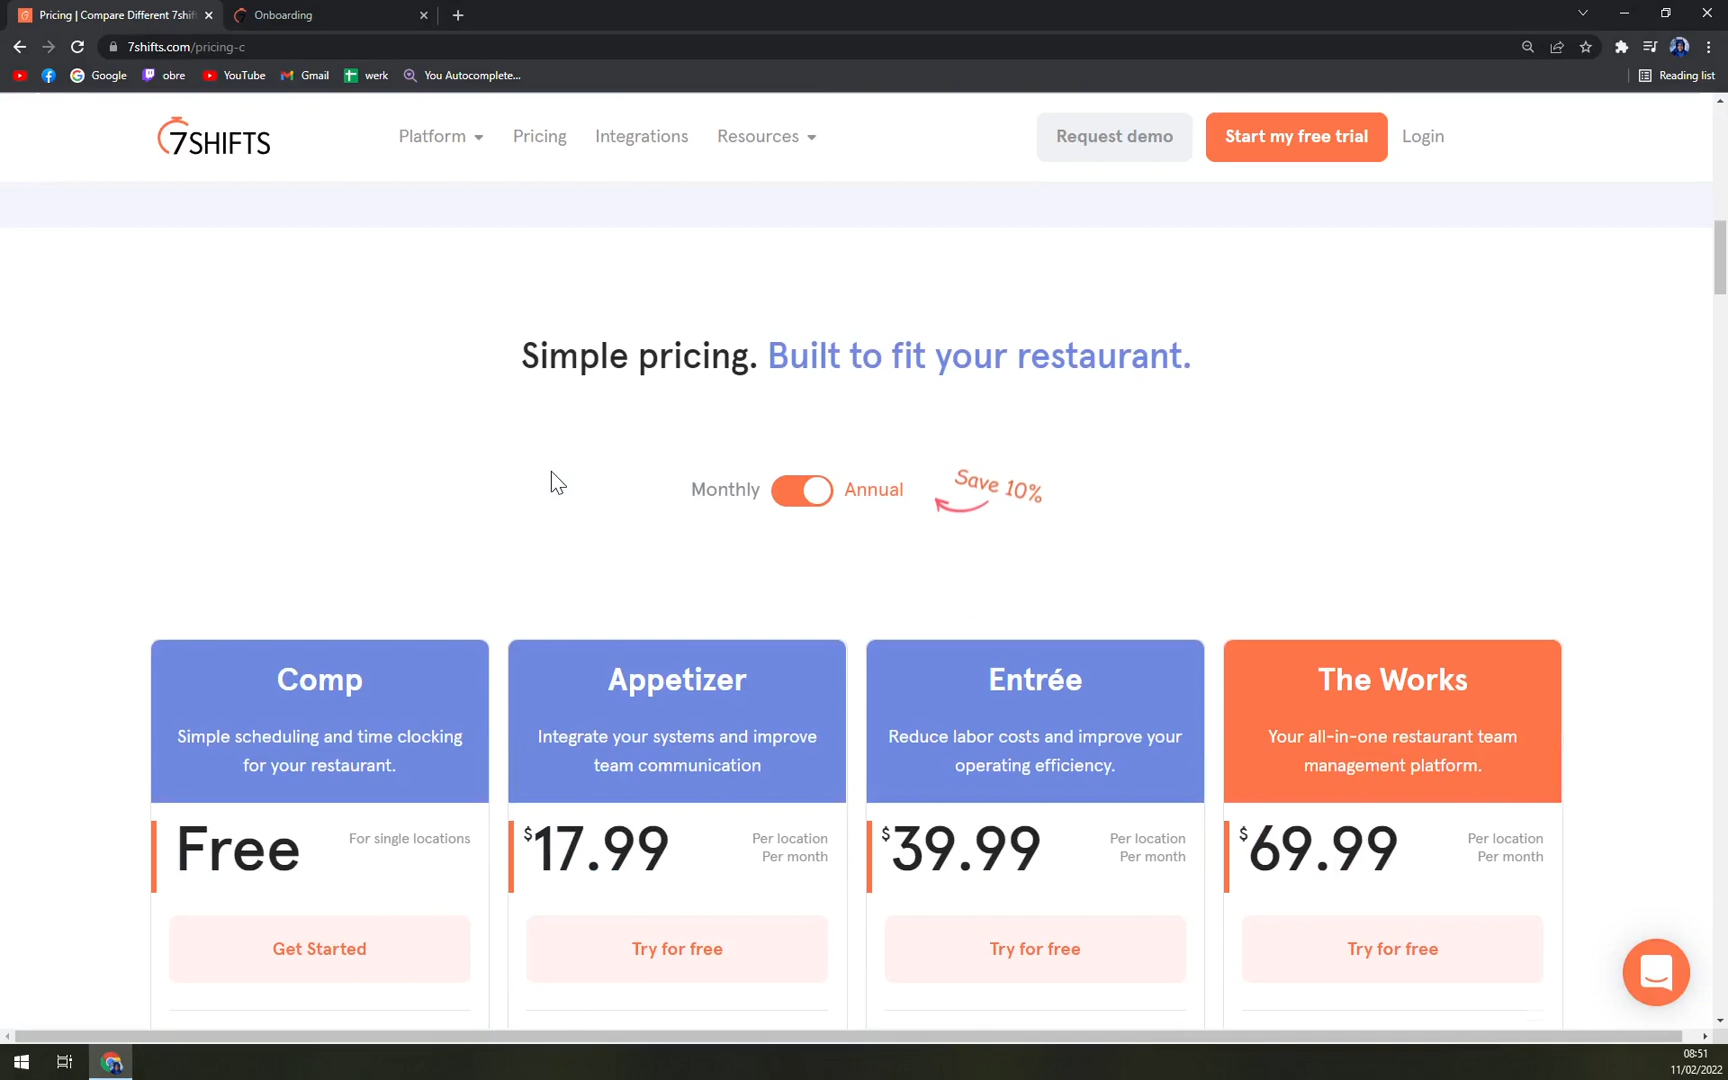 Pricing | Compare Different 7shif
Onboarding
7shifts.com/pricing-c
Google
obre
YouTube
Gmail
werk
You Autocomplete...
Reading list
7SHIFTS
Platform
Pricing
Integrations
Resources
Request demo
Start my free trial
Login
Simple pricing. Built to fit your restaurant.
Monthly
Annual
Save 10%
Comp
Simple scheduling and time clocking
for your restaurant.
Free
For single locations
Get Started
Appetizer
Integrate your systems and improve
team communication
$17.99
Per location
Per month
Try for free
Entrée
Reduce labor costs and improve your
operating efficiency.
$39.99
Per location
Per month
Try for free
The Works
Your all-in-one restaurant team
management platform.
$69.99
Per location
Per month
Try for free
08:51
11/02/2022